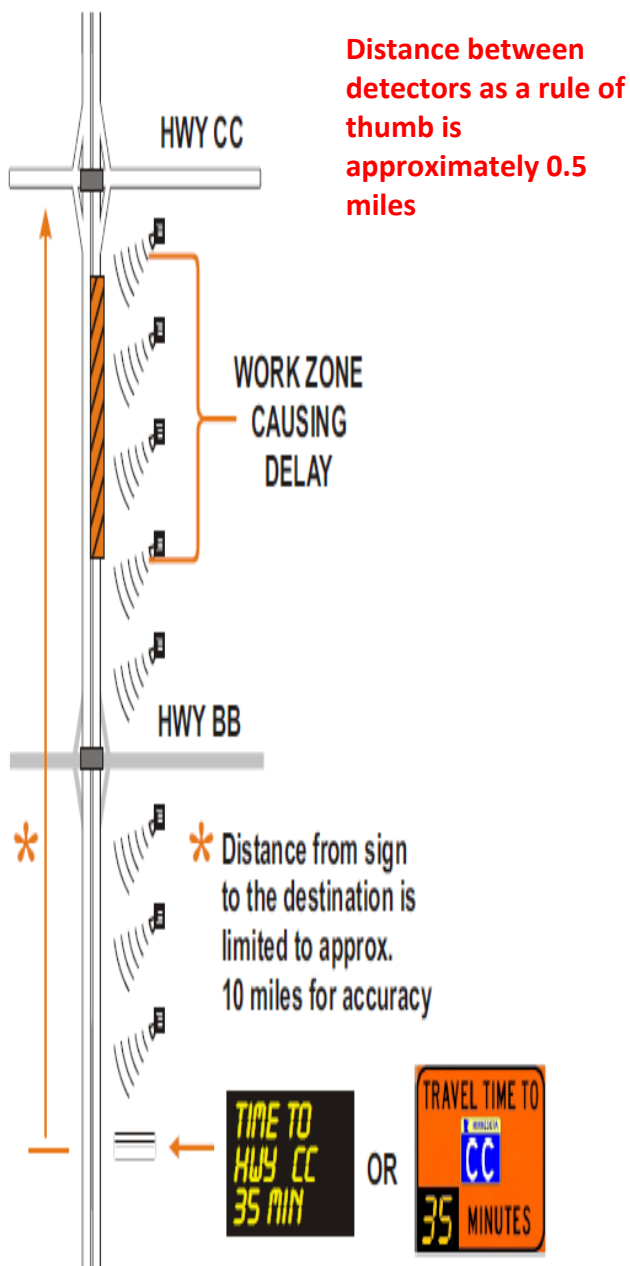 Distance between
detectors as a rule of
thumb is
approximately 0.5
miles
HWY CC
WORK ZONE
CAUSING
DELAY
HWY BB
*
* Distance from sign
to the destination is
limited to approx.
10 miles for accuracy
TIME TO
HWY CC
35 MIN
OR
TRAVEL TIME TO
MINNESOTA
CC
35 MINUTES